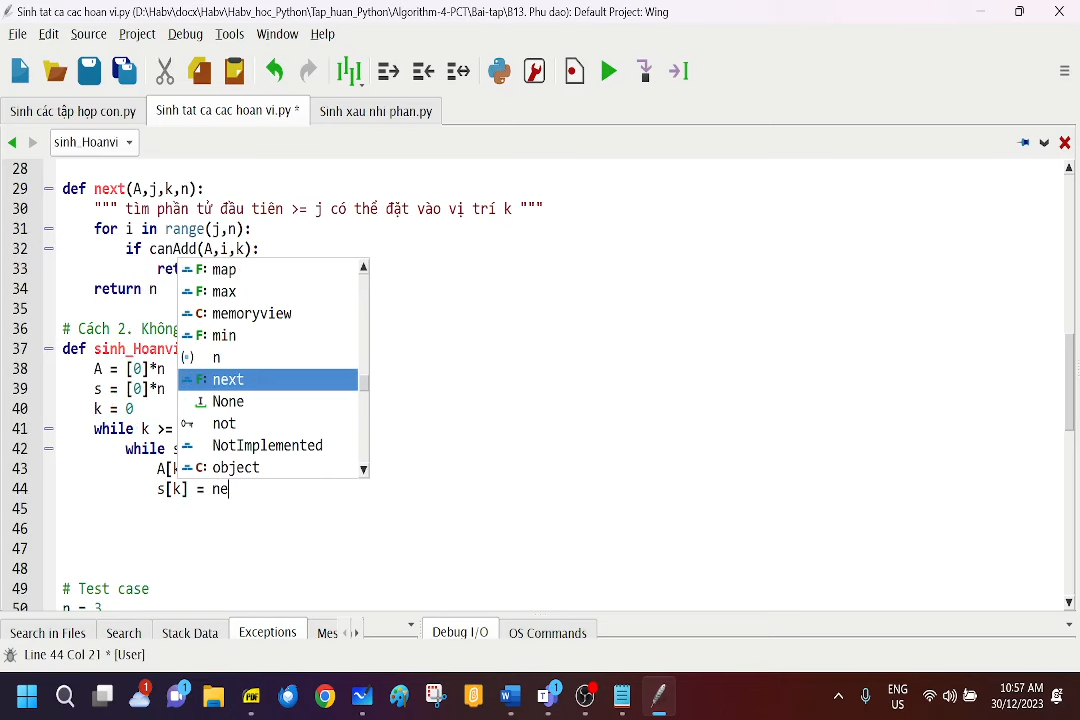 Sinh tat ca cac hoan vi.py (D:\Habv\docx\Habv\Habv_hoc_Python\Tap_huan_Python\Algorithm-4-PCT\Bai-tap\B13. Phu dao): Default Project: Wing
File Edit Source Project Debug Tools Window Help
Sinh các tập hợp con.py Sinh tat ca cac hoan vi.py * Sinh xau nhi phan.py
sinh_Hoanvi
28
29 def next(A,j,k,n):
30 """ tìm phần tử đầu tiên >= j có thể đặt vào vị trí k """
31 for i in range(j,n):
32 if canAdd(A,i,k):
33 ret
34 return n
35
36 # Cách 2. Không
37 def sinh_Hoanvi
38 A = [0]*n
39 s = [0]*n
40 k = 0
41 while k >=
42 while s
43 A[k
44 s[k] = ne
45
46
47
48
49 # Test case
50 n = 3
F: map
F: max
C: memoryview
F: min
n
F: next
None
not
NotImplemented
C: object
Search in Files Search Stack Data Exceptions Mes Debug I/O OS Commands
Line 44 Col 21 * [User]
1 1 PDF 1
ENG
US
10:57 AM
30/12/2023